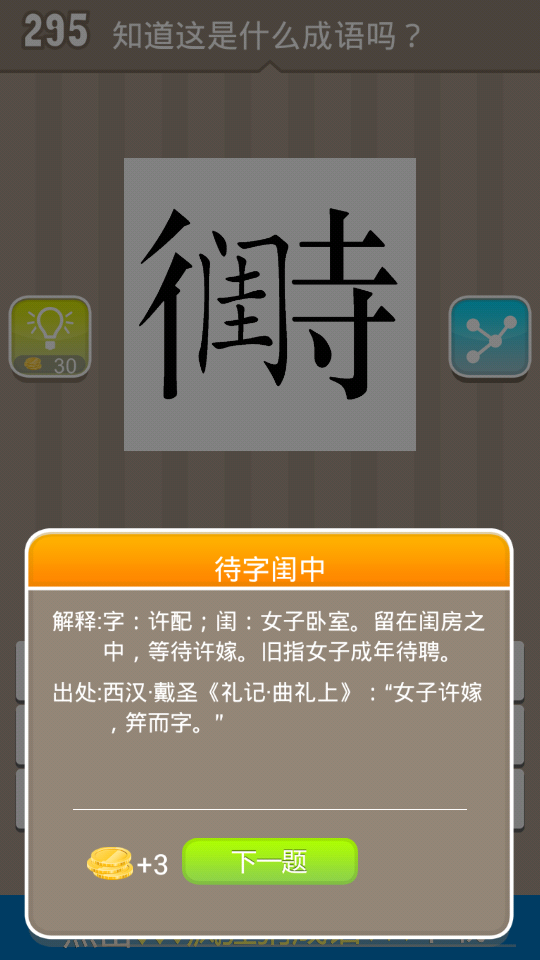 295 知道这是什么成语吗？
30
待字闺中
解释:字：许配；闺：女子卧室。留在闺房之
中，等待许嫁。旧指女子成年待聘。
出处:西汉·戴圣《礼记·曲礼上》：“女子许嫁
，笄而字。”
+3 下一题